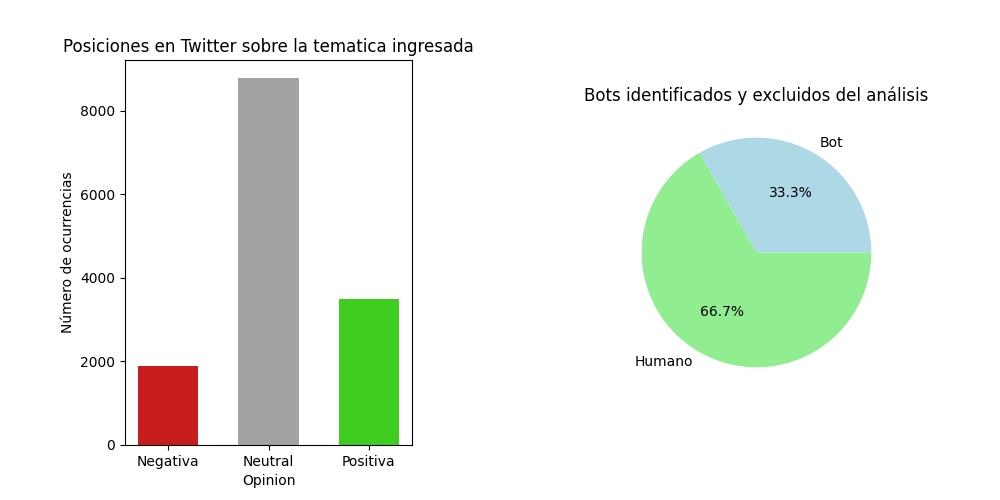 Posiciones en Twitter sobre la tematica ingresada
Número de ocurrencias
8000
6000
4000
2000
0
Negativa
Neutral
Positiva
Opinion
Bots identificados y excluidos del análisis
Bot
33.3%
66.7%
Humano